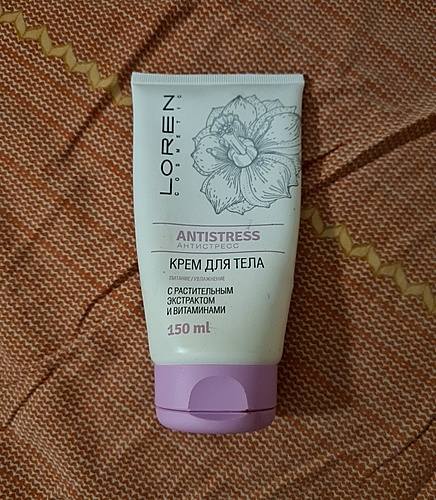 LOREN
COSMETIC
ANTISTRESS
АНТИСТРЕСС
КРЕМ ДЛЯ ТЕЛА
ПИТАНИЕ/УВЛАЖНЕНИЕ
С РАСТИТЕЛЬНЫМ
ЭКСТРАКТОМ
И ВИТАМИНАМИ
150 ml